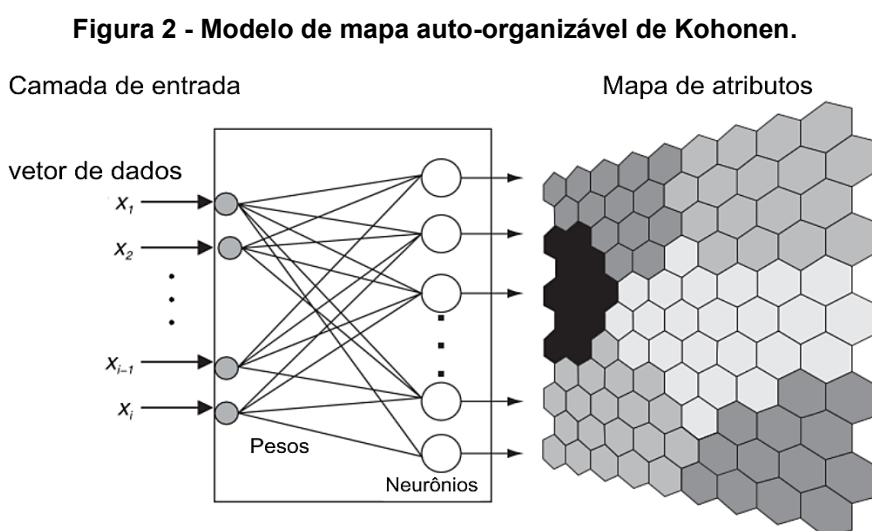 Figura 2 - Modelo de mapa auto-organizável de Kohonen.
Camada de entrada
Mapa de atributos
vetor de dados
x1
x2
xi–1
xi
Pesos
Neurônios